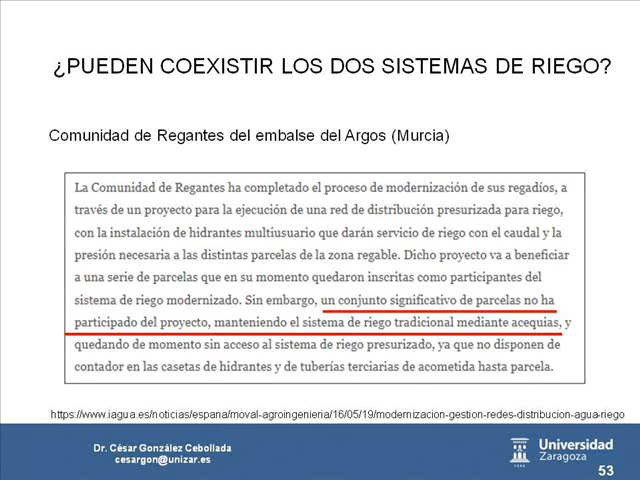 ¿PUEDEN COEXISTIR LOS DOS SISTEMAS DE RIEGO?
Comunidad de Regantes del embalse del Argos (Murcia)
La Comunidad de Regantes ha completado el proceso de modernización de sus regadíos, a
través de un proyecto para la ejecución de una red de distribución presurizada para riego,
con la instalación de hidrantes multiusuario que darán servicio de riego con el caudal y la
presión necesaria a las distintas parcelas de la zona regable. Dicho proyecto va a beneficiar
a una serie de parcelas que en su momento quedaron inscritas como participantes del
sistema de riego modernizado. Sin embargo, un conjunto significativo de parcelas no ha
participado del proyecto, manteniendo el sistema de riego tradicional mediante acequias, y
quedando de momento sin acceso al sistema de riego presurizado, ya que no disponen de
contador en las casetas de hidrantes y de tuberías terciarias de acometida hasta parcela.
https://www.iagua.es/noticias/espana/moval-agroingenieria/16/05/19/modernizacion-gestion-redes-distribucion-agua-riego
Dr. César González Cebollada
cesargon@unizar.es
Universidad
Zaragoza
1542
53